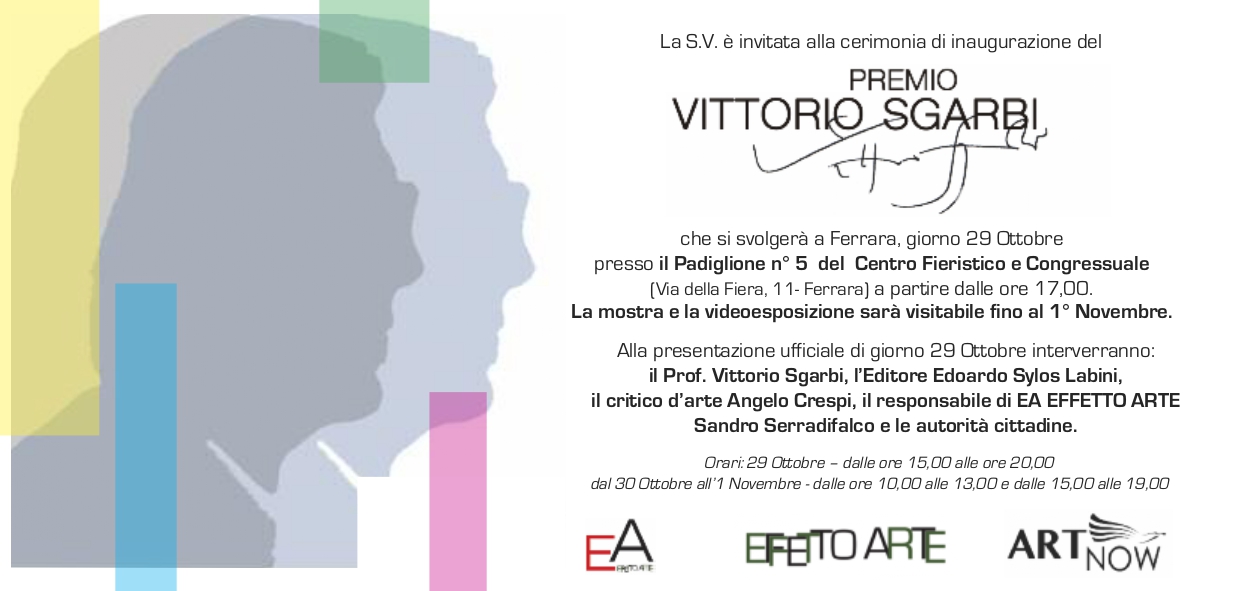 La S.V. è invitata alla cerimonia di inaugurazione del
PREMIO
VITTORIO SGARBI
che si svolgerà a Ferrara, giorno 29 Ottobre
presso il Padiglione n° 5 del Centro Fieristico e Congressuale
(Via della Fiera, 11- Ferrara) a partire dalle ore 17,00.
La mostra e la videoesposizione sarà visitabile fino al 1° Novembre.
Alla presentazione ufficiale di giorno 29 Ottobre interverranno:
il Prof. Vittorio Sgarbi, l'Editore Edoardo Sylos Labini,
il critico d'arte Angelo Crespi, il responsabile di EA EFFETTO ARTE
Sandro Serradifalco e le autorità cittadine.
Orari: 29 Ottobre – dalle ore 15,00 alle ore 20,00
dal 30 Ottobre all'1 Novembre - dalle ore 10,00 alle 13,00 e dalle 15,00 alle 19,00
EA
EFFETTO ARTE
EFFETTO ARTE
ART
NOW